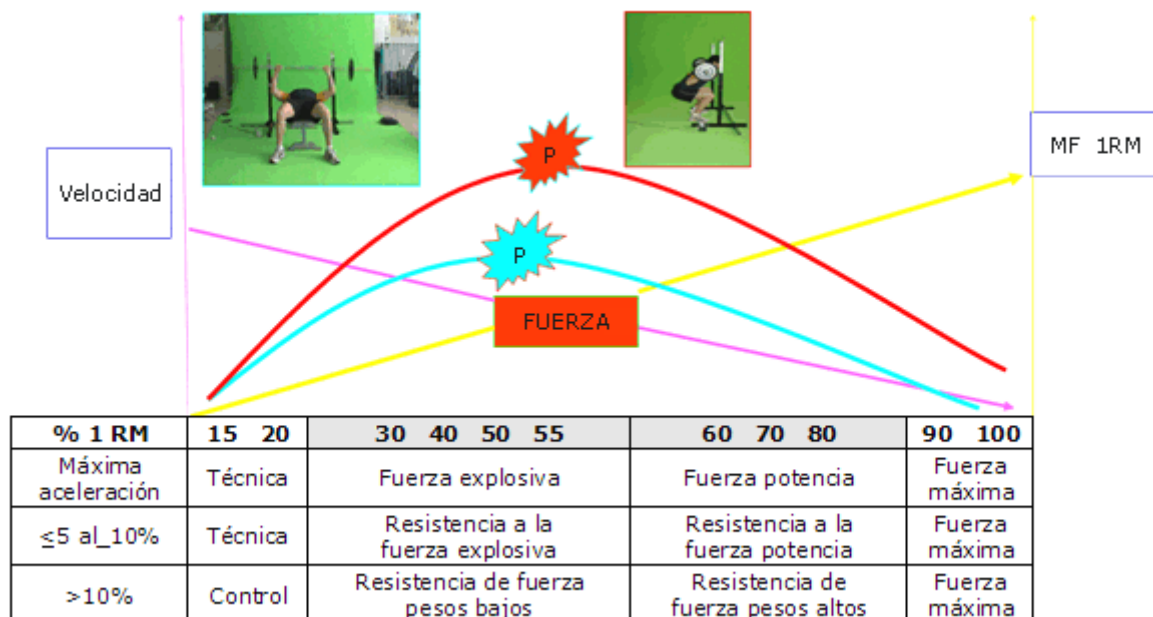 P
MF 1RM
Velocidad
P
FUERZA
% 1 RM 15 20 30 40 50 55 60 70 80 90 100
Máxima
aceleración
Técnica
Fuerza explosiva
Fuerza potencia
Fuerza
máxima
≤5 al_10%
Técnica
Resistencia a la
fuerza explosiva
Resistencia a la
fuerza potencia
Fuerza
máxima
>10%
Control
Resistencia de fuerza
pesos bajos
Resistencia de
fuerza pesos altos
Fuerza
máxima